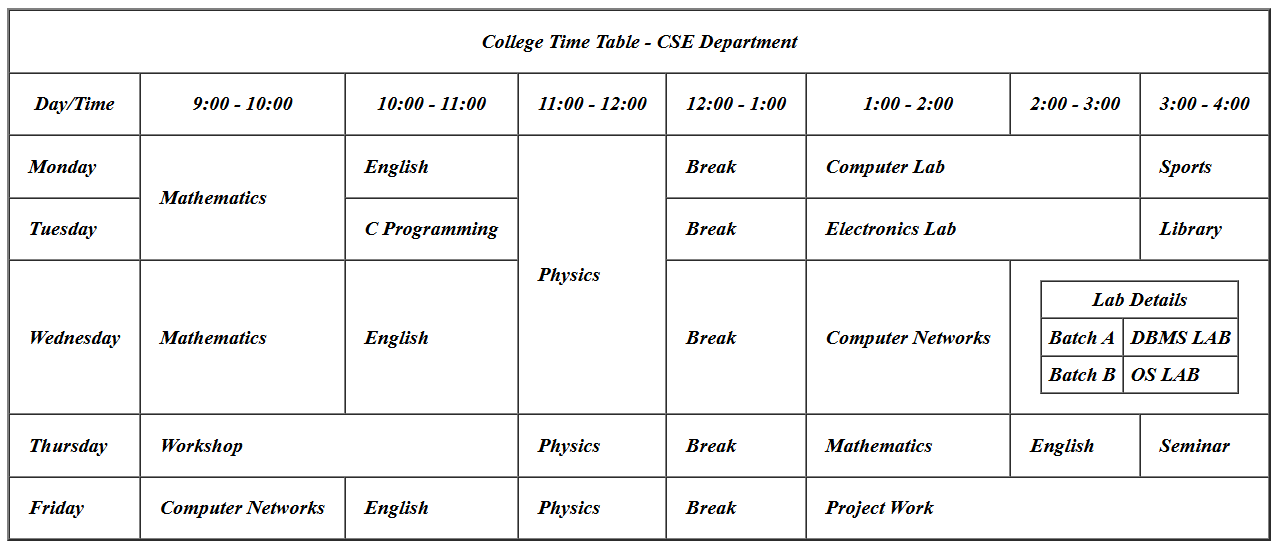 College Time Table - CSE Department
Day/Time 9:00 - 10:00 10:00 - 11:00 11:00 - 12:00 12:00 - 1:00 1:00 - 2:00 2:00 - 3:00 3:00 - 4:00
Monday Mathematics English Physics Break Computer Lab Sports
Tuesday C Programming Break Electronics Lab Library
Wednesday Mathematics English Break Computer Networks
Lab Details
Batch A DBMS LAB
Batch B OS LAB
Thursday Workshop Physics Break Mathematics English Seminar
Friday Computer Networks English Physics Break Project Work